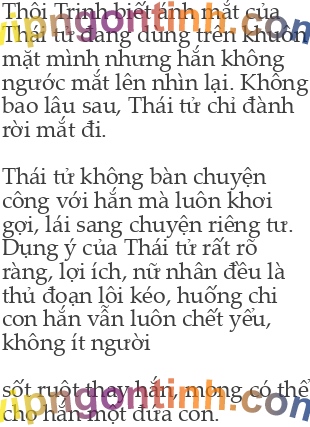 Thôi Trinh biết ánh mắt của
Thái tử đang dừng trên khuôn
mặt mình nhưng hắn không
ngước mắt lên nhìn lại. Không
bao lâu sau, Thái tử chỉ đành
rời mắt đi.

Thái tử không bàn chuyện
công với hắn mà luôn khơi
gợi, lái sang chuyện riêng tư.
Dụng ý của Thái tử rất rõ
ràng, lợi ích, nữ nhân đều là
thủ đoạn lôi kéo, huống chi
con hắn vẫn luôn chết yểu,
không ít người

sốt ruột thay hắn, mong có thể
cho hắn một đứa con.
vipngontinh.com
vipngontinh.com